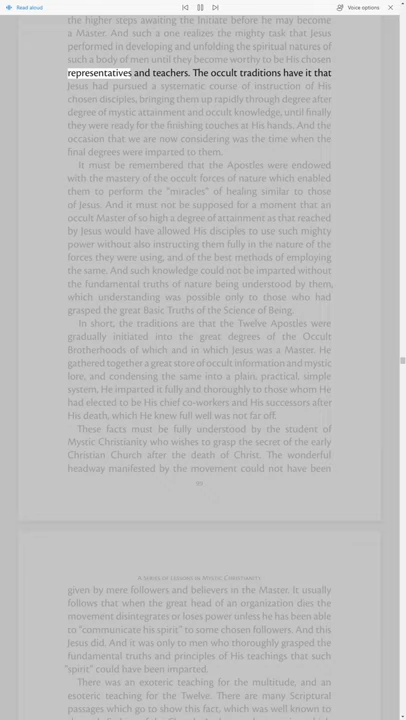 Read aloud
Voice options
the higher steps awaiting the Initiate before he may become
a Master. And such a one realizes the mighty task that Jesus
performed in developing and unfolding the spiritual natures of
such a body of men until they become worthy to be His chosen
representatives and teachers. The occult traditions have it that
Jesus had pursued a systematic course of instruction of His
chosen disciples, bringing them up rapidly through degree after
degree of mystic attainment and occult knowledge, until finally
they were ready for the finishing touches at His hands. And the
occasion that we are now considering was the time when the
final degrees were imparted to them.
It must be remembered that the Apostles were endowed
with the mastery of the occult forces of nature which enabled
them to perform the "miracles" of healing similar to those
of Jesus. And it must not be supposed for a moment that an
occult Master of so high a degree of attainment as that reached
by Jesus would have allowed His disciples to use such mighty
power without also instructing them fully in the nature of the
forces they were using, and of the best methods of employing
the same. And such knowledge could not be imparted without
the fundamental truths of nature being understood by them,
which understanding was possible only to those who had
grasped the great Basic Truths of the Science of Being.
In short, the traditions are that the Twelve Apostles were
gradually initiated into the great degrees of the Occult
Brotherhoods of which and in which Jesus was a Master. He
gathered together a great store of occult information and mystic
lore, and condensing the same into a plain, practical, simple
system, He imparted it fully and thoroughly to those whom He
had elected to be His chief co-workers and His successors after
His death, which He knew full well was not far off.
These facts must be fully understood by the student of
Mystic Christianity who wishes to grasp the secret of the early
Christian Church after the death of Christ. The wonderful
headway manifested by the movement could not have been
A Series of Lessons in Mystic Christianity
given by mere followers and believers in the Master. It usually
follows that when the great head of an organization dies the
movement disintegrates or loses power unless he has been able
to "communicate his spirit" to some chosen followers. And this
Jesus did. And it was only to men who thoroughly grasped the
fundamental truths and principles of His teachings that such
"spirit" could have been imparted.
There was an exoteric teaching for the multitude, and an
esoteric teaching for the Twelve. There are many Scriptural
passages which go to show this fact, which was well known to